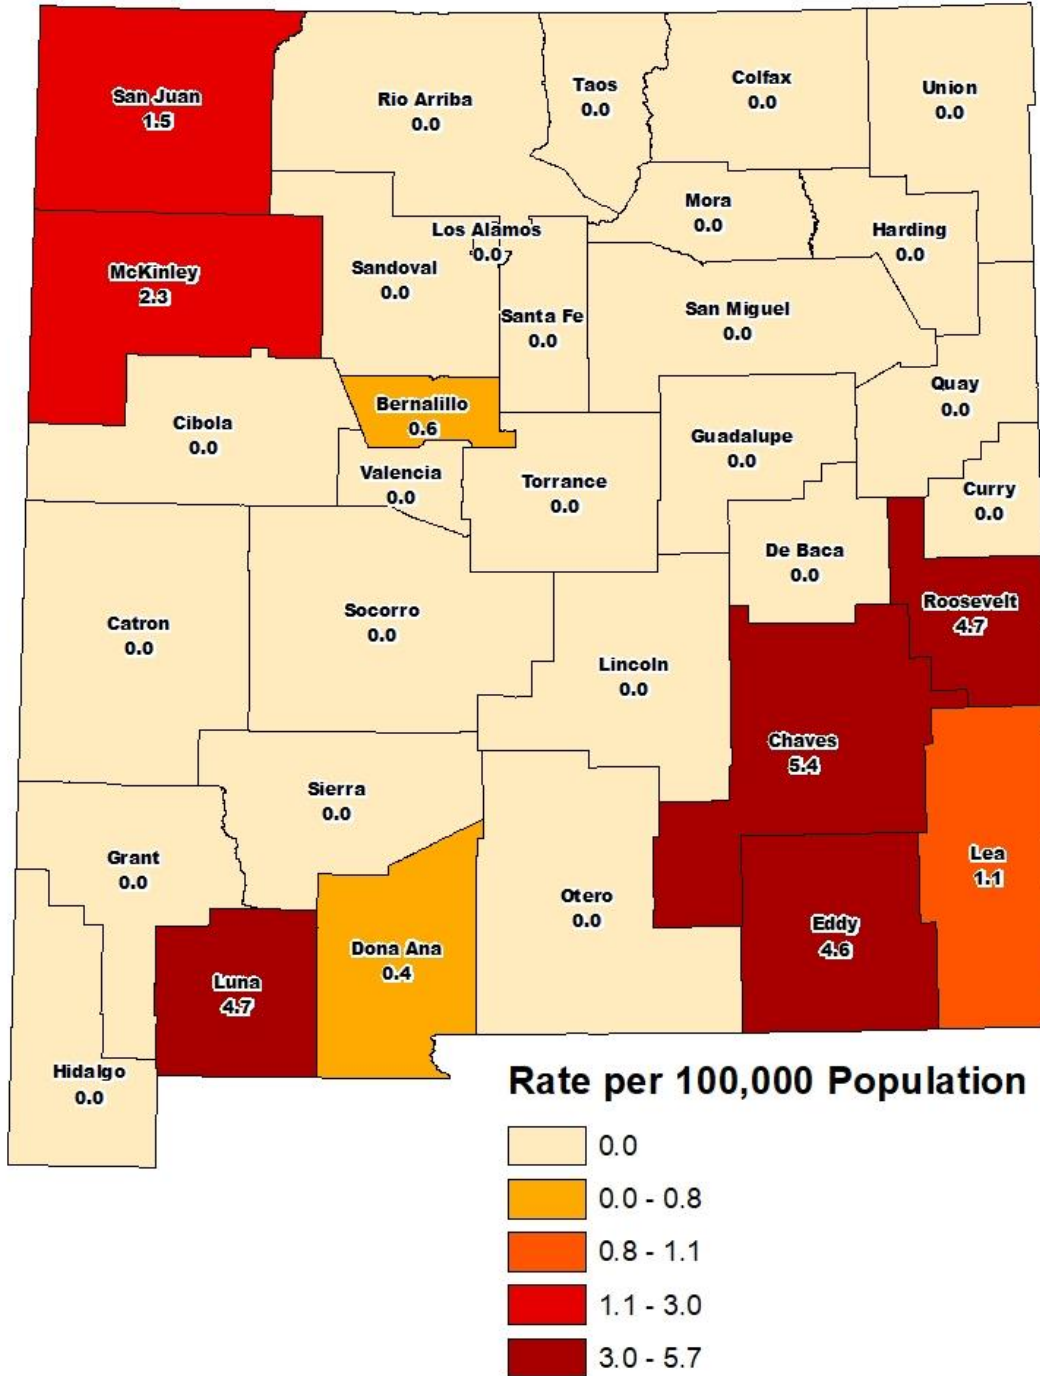 San Juan
1.5
Rio Arriba
0.0
Taos
0.0
Colfax
0.0
Union
0.0
McKinley
2.3
Sandoval
0.0
Los Alamos
0.0
Santa Fe
0.0
Mora
0.0
Harding
0.0
San Miguel
0.0
Quay
0.0
Cibola
0.0
Bernalillo
0.6
Valencia
0.0
Torrance
0.0
Guadalupe
0.0
Curry
0.0
De Baca
0.0
Roosevelt
4.7
Catron
0.0
Socorro
0.0
Lincoln
0.0
Chaves
5.4
Sierra
0.0
Grant
0.0
Otero
0.0
Lea
1.1
Eddy
4.6
Luna
4.7
Dona Ana
0.4
Hidalgo
0.0
Rate per 100,000 Population
0.0
0.0 - 0.8
0.8 - 1.1
1.1 - 3.0
3.0 - 5.7